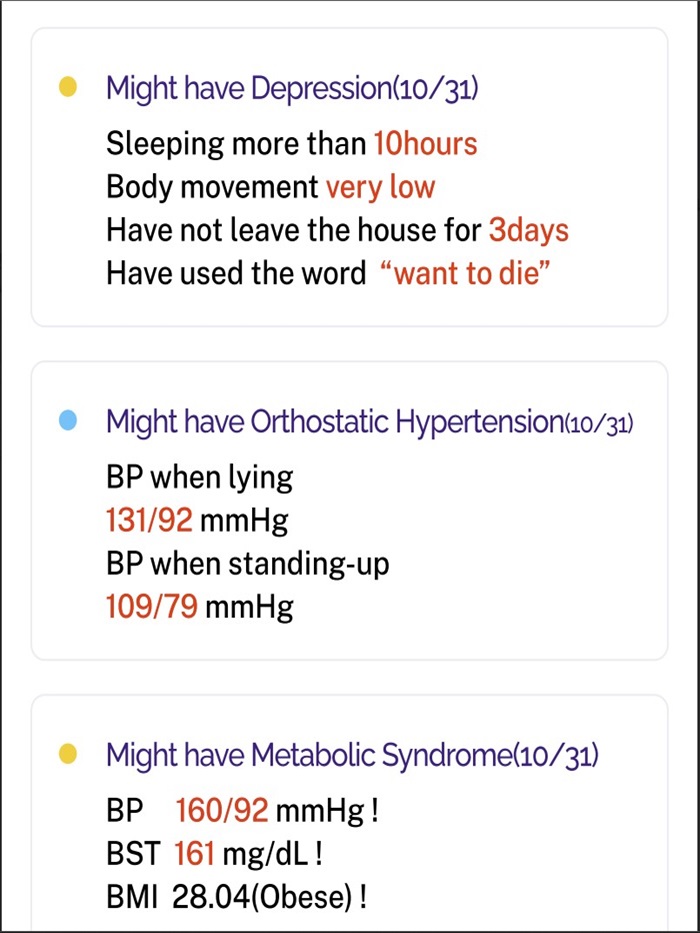 Might have Depression(10/31)
Sleeping more than 10hours
Body movement very low
Have not leave the house for 3days
Have used the word “want to die”
Might have Orthostatic Hypertension(10/31)
BP when lying
131/92 mmHg
BP when standing-up
109/79 mmHg
Might have Metabolic Syndrome(10/31)
BP 160/92 mmHg !
BST 161 mg/dL !
BMI 28.04(Obese) !